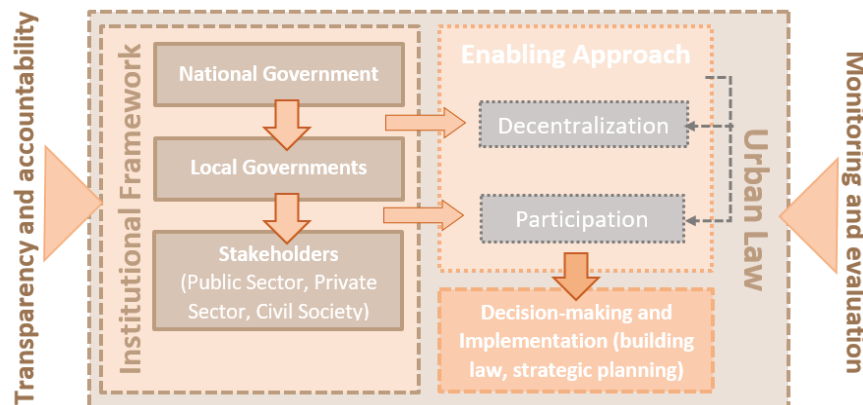 Transparency and accountability
Institutional Framework
National Government
Local Governments
Stakeholders
(Public Sector, Private
Sector, Civil Society)
Enabling Approach
Decentralization
Participation
Decision-making and
Implementation (building
law, strategic planning)
Urban Law
Monitoring and evaluation